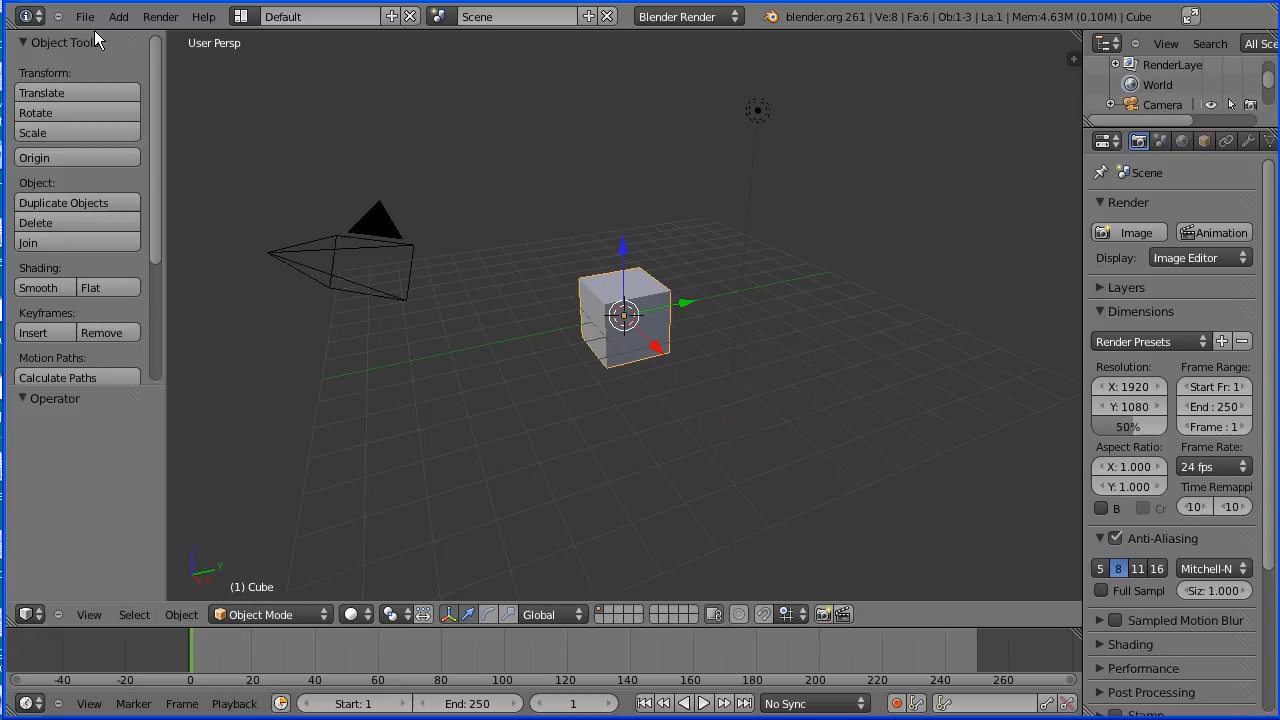 File Add Render Help Default Scene Blender Render blender.org 261 | Ve:8 | Fa:6 | Ob:1-3 | La:1 | Mem:4.63M (0.10M) | Cube
Object Tools
Transform:
Translate
Rotate
Scale
Origin
Object:
Duplicate Objects
Delete
Join
Shading:
Smooth Flat
Keyframes:
Insert Remove
Motion Paths:
Calculate Paths
Operator
User Persp
y
(1) Cube
View Select Object Object Mode Global
-40 -20 0 20 40 60 80 100 120 140 160 180 200 220 240 260
View Marker Frame Playback Start: 1 End: 250 1 No Sync
View Search All Sce
RenderLaye
World
Camera
Scene
Render
Image Animation
Display: Image Editor
Layers
Dimensions
Render Presets
Resolution: Frame Range:
X: 1920 Start Fr: 1
Y: 1080 End : 250
50% Frame : 1
Aspect Ratio: Frame Rate:
X: 1.000 24 fps
Y: 1.000 Time Remappi
B Cr 10 10
Anti-Aliasing
5 8 11 16 Mitchell-N
Full Sampl Siz: 1.000
Sampled Motion Blur
Shading
Performance
Post Processing
Stamp